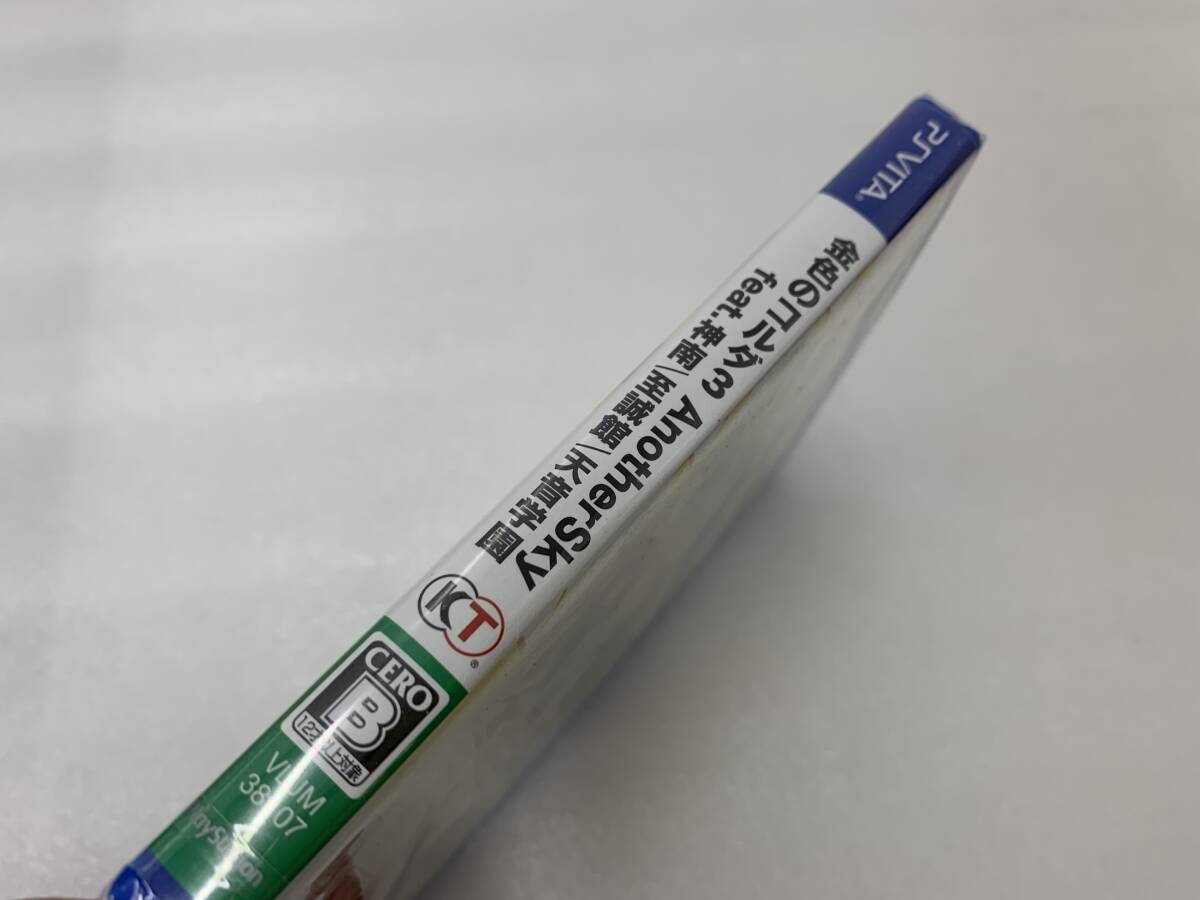 PSVITA®
金色のコルダ3 AnotherSky
feat.神南/至誠館/天音学園
KT®
CERO
B
12才以上対象
VLJM
PlayStation